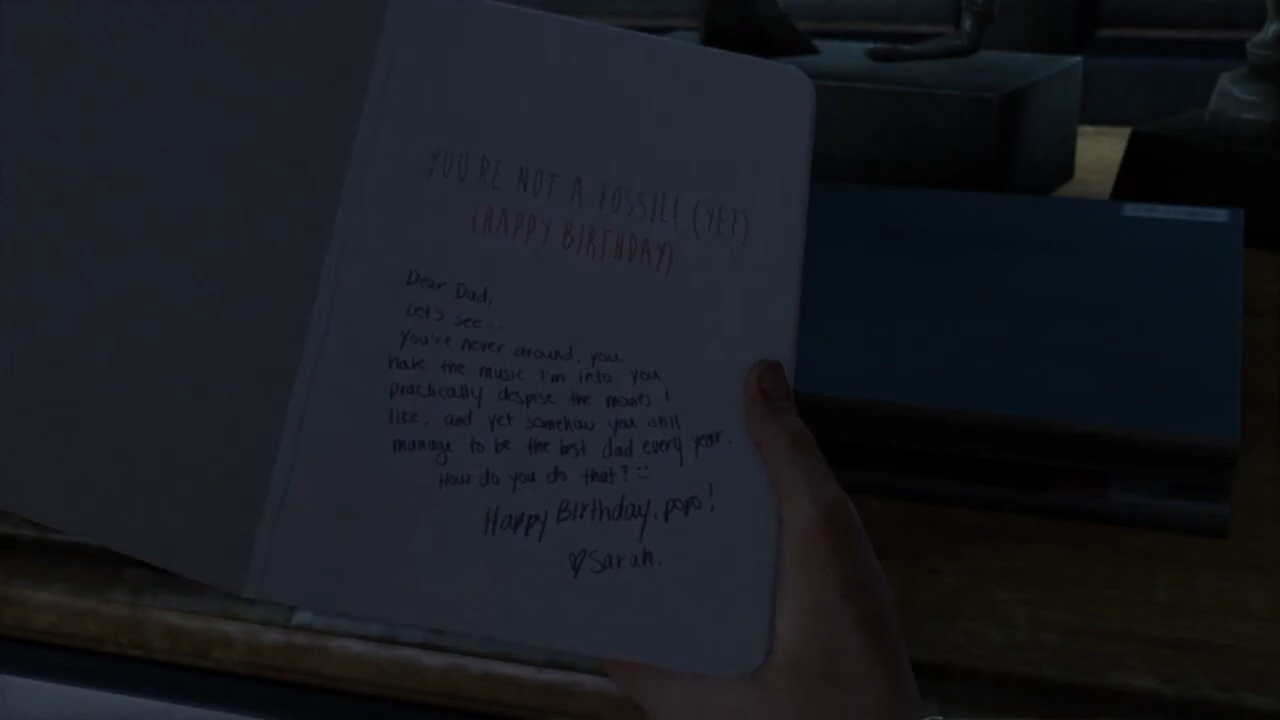 YOU'RE NOT A FOSSIL! (YET)
(HAPPY BIRTHDAY)
Dear Dad,
Let's see...
You're never around, you
hate the music I'm into, you
practically despise the movies I
like, and yet somehow you still
manage to be the best dad every year.
How do you do that? :)
Happy Birthday, popo!
♡Sarah.